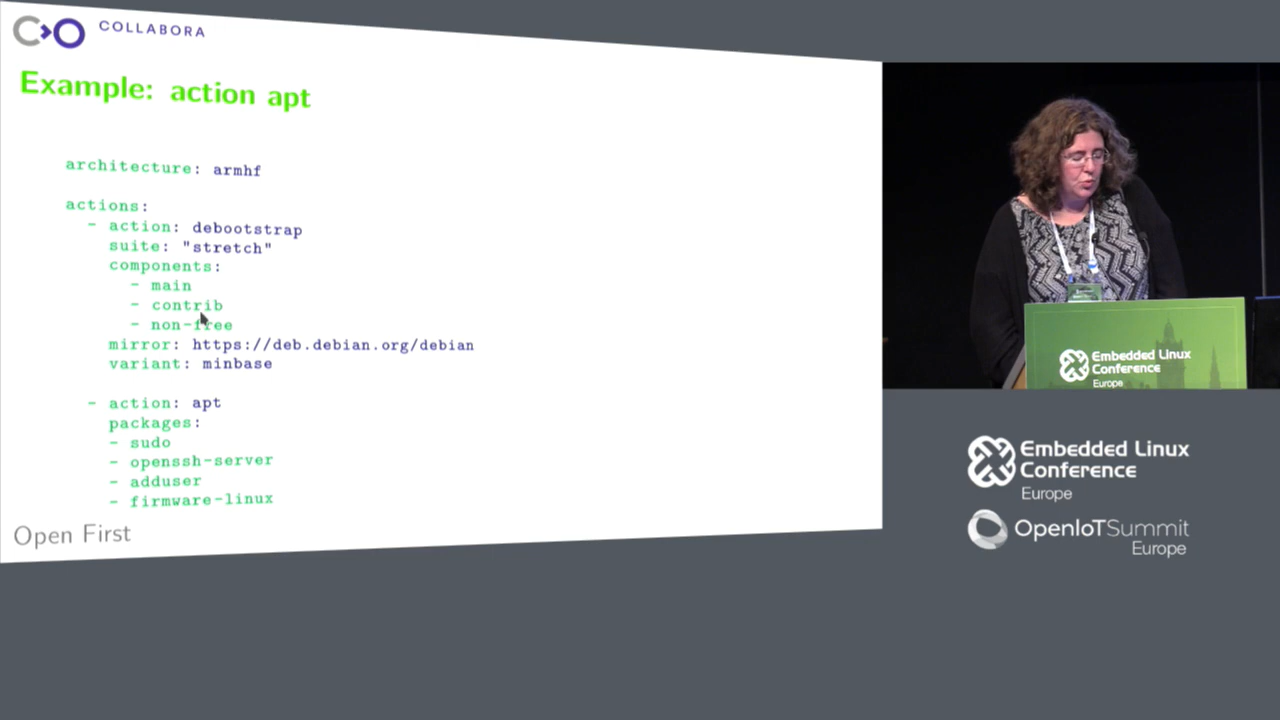 COLLABORA
Example: action apt
architecture: armhf
actions:
- action: debootstrap
suite: "stretch"
components:
- main
- contrib
- non-free
mirror: https://deb.debian.org/debian
variant: minbase
- action: apt
packages:
- sudo
- openssh-server
- adduser
- firmware-linux
Open First
Embedded Linux
Conference
Europe
Embedded Linux
Conference
Europe
OpenIoTSummit
Europe